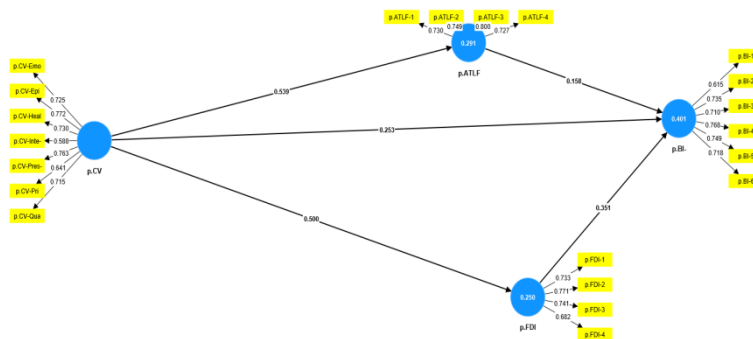 p.ATLF-1
p.ATLF-2
p.ATLF-3
p.ATLF-4
0.730
0.749
0.800
0.727
0.291
p.ATLF
p.CV-Emo
p.CV-Epi
p.CV-Heal
p.CV-Inte-
p.CV-Pres-
p.CV-Pri
p.CV-Qua
0.725
0.772
0.730
0.588
0.763
0.641
0.715
p.CV
0.539
0.158
0.253
0.500
0.351
p.BI-1
p.BI-2
p.BI-3
p.BI-4
p.BI-5
p.BI-6
0.615
0.735
0.710
0.768
0.749
0.718
0.401
p.BI-
p.FDI-1
p.FDI-2
p.FDI-3
p.FDI-4
0.733
0.771
0.741
0.682
0.250
p.FDI